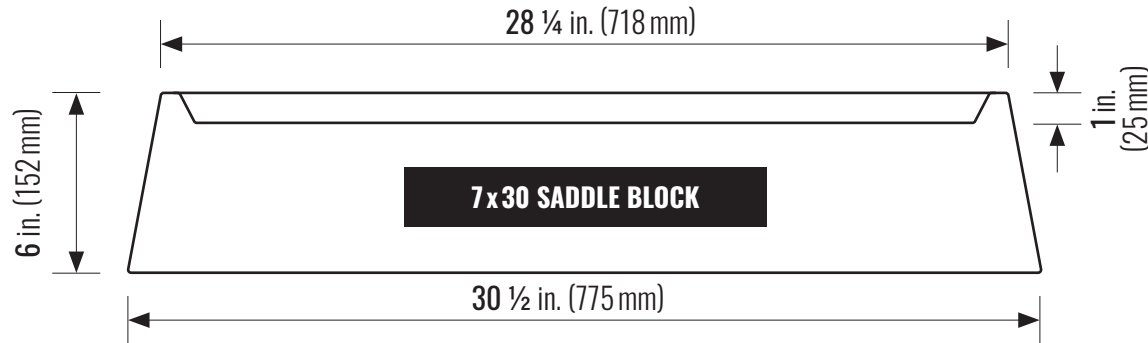 28 ¼ in. (718 mm)
6 in. (152 mm)
1 in.
(25 mm)
7 x 30 SADDLE BLOCK
30 ½ in. (775 mm)